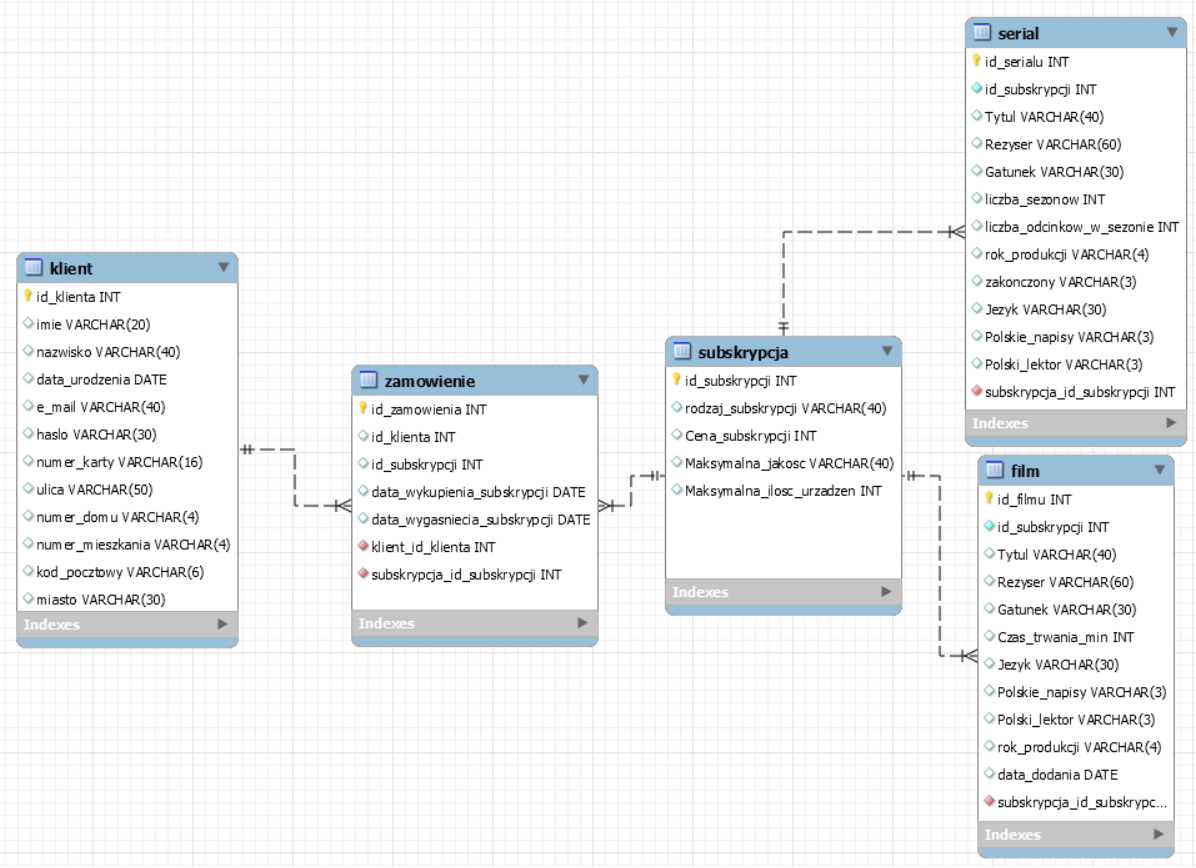 klient
id_klienta INT
imie VARCHAR(20)
nazwisko VARCHAR(40)
data_urodzenia DATE
e_mail VARCHAR(40)
haslo VARCHAR(30)
numer_karty VARCHAR(16)
ulica VARCHAR(50)
numer_domu VARCHAR(4)
numer_mieszkania VARCHAR(4)
kod_pocztowy VARCHAR(6)
miasto VARCHAR(30)
Indexes
zamowienie
id_zamowienia INT
id_klienta INT
id_subskrypcji INT
data_wykupienia_subskrypcji DATE
data_wygasniecia_subskrypcji DATE
klient_id_klienta INT
subskrypcja_id_subskrypcji INT
Indexes
subskrypcja
id_subskrypcji INT
rodzaj_subskrypcji VARCHAR(40)
Cena_subskrypcji INT
Maksymalna_jakosc VARCHAR(40)
Maksymalna_ilosc_urzadzen INT
Indexes
serial
id_serialu INT
id_subskrypcji INT
Tytul VARCHAR(40)
Rezyser VARCHAR(60)
Gatunek VARCHAR(30)
liczba_sezonow INT
liczba_odcinkow_w_sezonie INT
rok_produkcji VARCHAR(4)
zakonczony VARCHAR(3)
Jezyk VARCHAR(30)
Polskie_napisy VARCHAR(3)
Polski_lektor VARCHAR(3)
subskrypcja_id_subskrypcji INT
Indexes
film
id_filmu INT
id_subskrypcji INT
Tytul VARCHAR(40)
Rezyser VARCHAR(60)
Gatunek VARCHAR(30)
Czas_trwania_min INT
Jezyk VARCHAR(30)
Polskie_napisy VARCHAR(3)
Polski_lektor VARCHAR(3)
rok_produkcji VARCHAR(4)
data_dodania DATE
subskrypcja_id_subskrypc...
Indexes